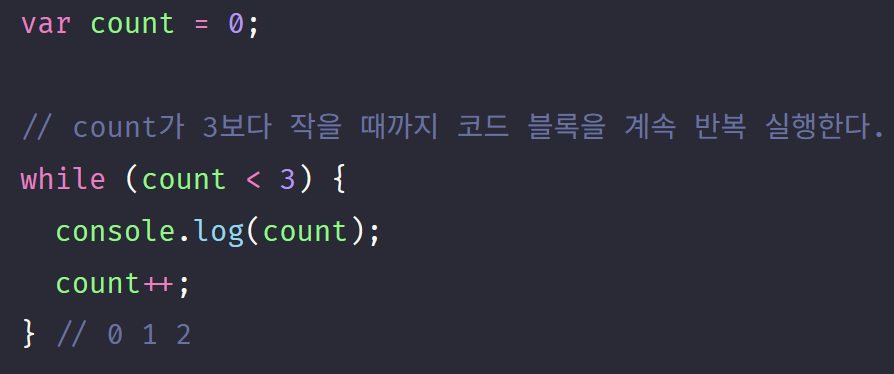 var count = 0;
// count가 3보다 작을 때까지 코드 블록을 계속 반복 실행한다.
while (count < 3) {
  console.log(count);
  count++;
} // 0 1 2